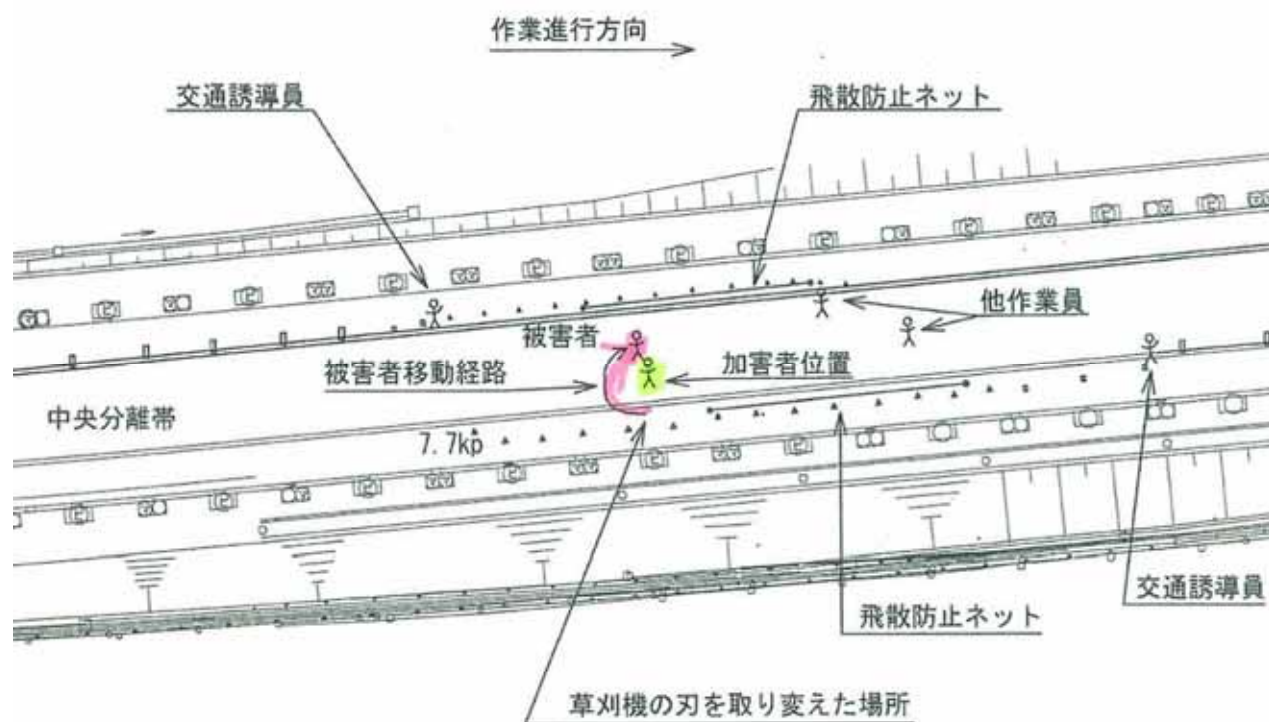 作業進行方向
交通誘導員
飛散防止ネット
他作業員
被害者
被害者移動経路
加害者位置
中央分離帯
7.7kp
交通誘導員
飛散防止ネット
草刈機の刃を取り変えた場所